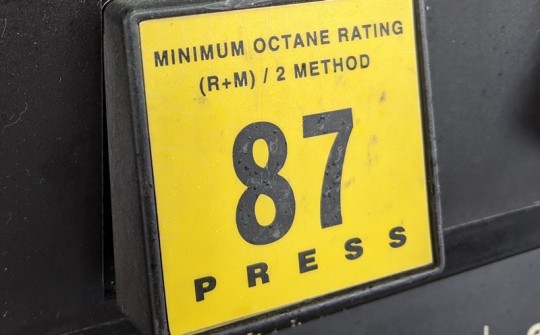 MINIMUM OCTANE RATING
(R+M) / 2 METHOD
87
PRESS